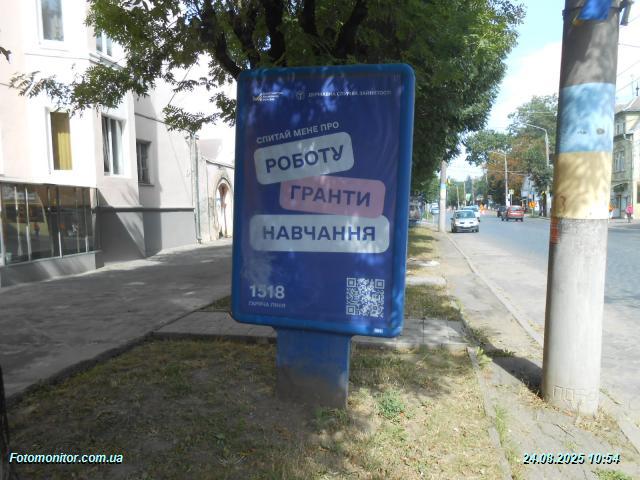 ДЕРЖАВНА СЛУЖБА ЗАЙНЯТОСТІ
СПИТАЙ МЕНЕ ПРО
РОБОТУ
ГРАНТИ
НАВЧАННЯ
1518
ГАРЯЧА ЛІНІЯ
Fotomonitor.com.ua
24.08.2025 10:54